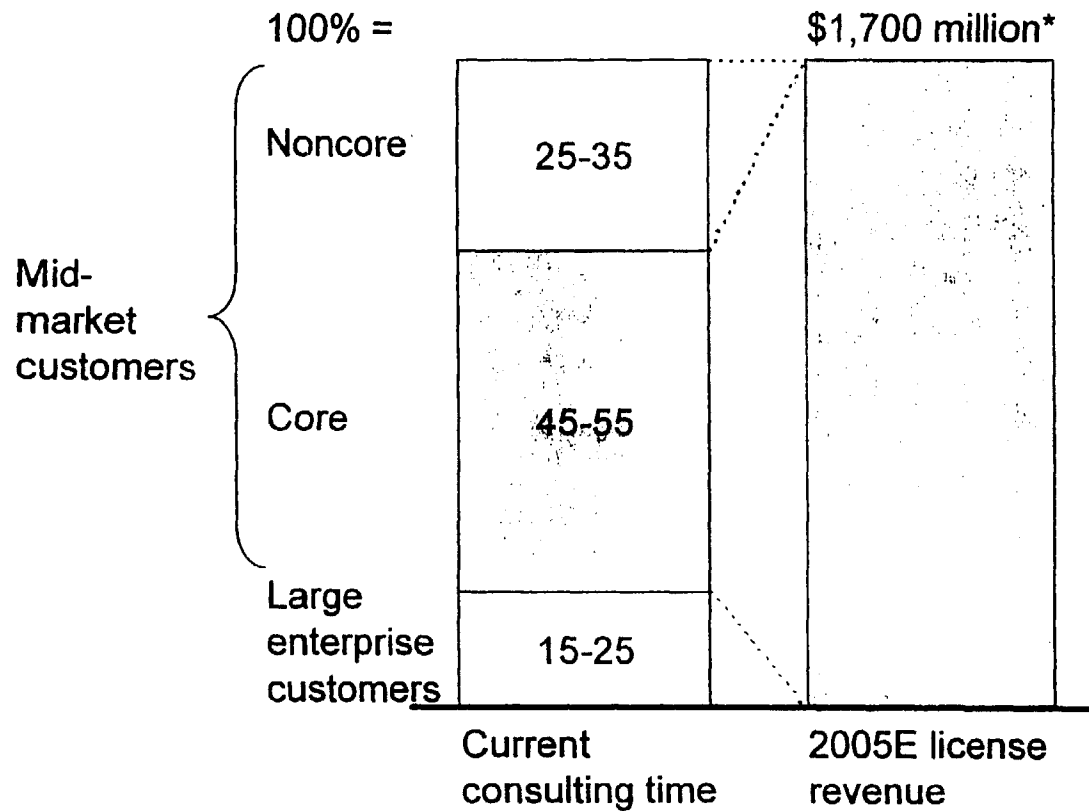 100% =
$1,700 million*
Noncore
25-35
Mid-
market
customers
Core
45-55
Large
enterprise
customers
15-25
Current
consulting time
2005E license
revenue